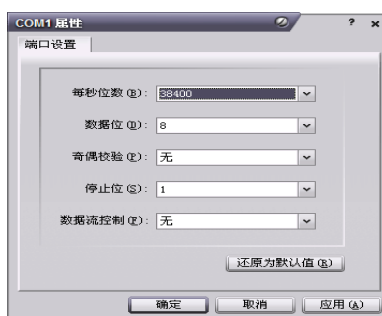 COM1 属性
端口设置
每秒位数(B): 38400
数据位(D): 8
奇偶校验(P): 无
停止位(S): 1
数据流控制(F): 无
还原为默认值(R)
确定 取消 应用(A)